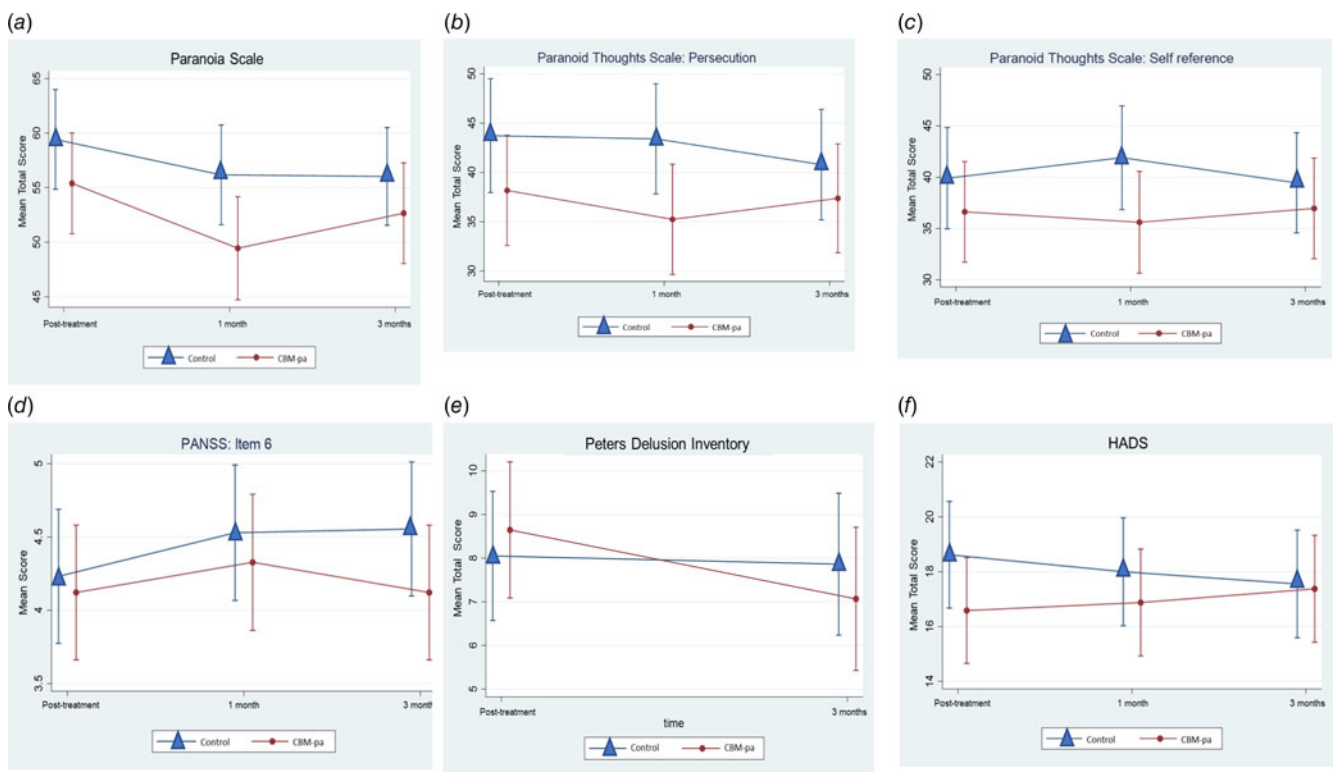 (a)
Paranoia Scale
Mean Total Score
65
60
55
50
45
Post-treatment 1 month 3 months
Control CBM-pa
(b)
Paranoid Thoughts Scale: Persecution
Mean Total Score
50
45
40
35
30
Post-treatment 1 month 3 months
Control CBM-pa
(c)
Paranoid Thoughts Scale: Self reference
Mean Total Score
50
45
40
35
30
Post-treatment 1 month 3 months
Control CBM-pa
(d)
PANSS: Item 6
Mean Total Score
5
4.5
4
3.5
Post-treatment 1 month 3 month
Control CBM-pa
(e)
Peters Delusion Inventory
Mean Total Score
10
9
8
7
6
5
Post-treatment 3 months
time
Control CBM-pa
(f)
HADS
Mean Total Score
22
20
18
16
14
Post-treatment 1 month 3 months
Control CBM-pa